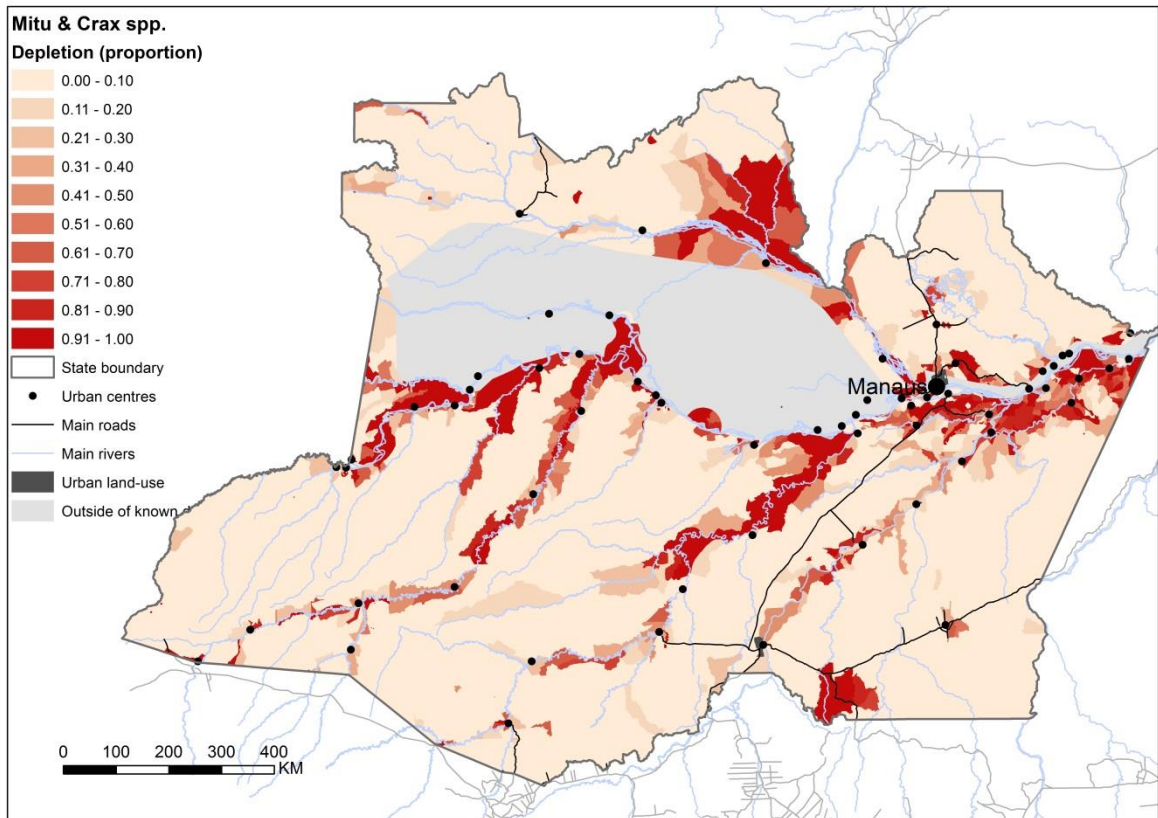 Mitu & Crax spp.
Depletion (proportion)
0.00 - 0.10
0.11 - 0.20
0.21 - 0.30
0.31 - 0.40
0.41 - 0.50
0.51 - 0.60
0.61 - 0.70
0.71 - 0.80
0.81 - 0.90
0.91 - 1.00
State boundary
Urban centres
Main roads
Main rivers
Urban land-use
Outside of known
Manaus
0 100 200 300 400
KM